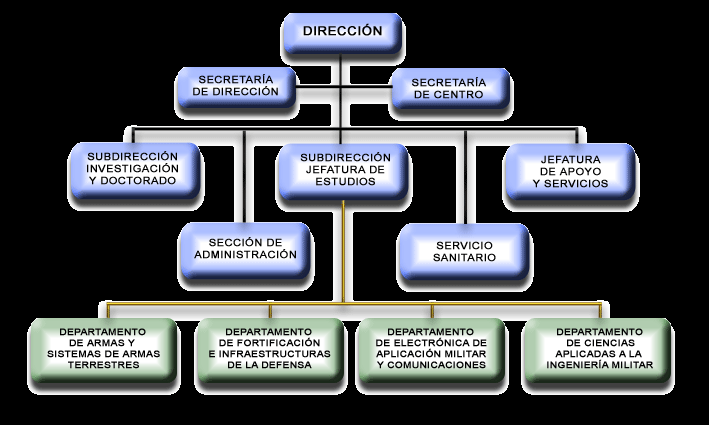 DIRECCIÓN
SECRETARÍA
DE DIRECCIÓN
SECRETARÍA
DE CENTRO
SUBDIRECCIÓN
INVESTIGACIÓN
Y DOCTORADO
SUBDIRECCIÓN
JEFATURA DE
ESTUDIOS
JEFATURA
DE APOYO
Y SERVICIOS
SECCIÓN DE
ADMINISTRACIÓN
SERVICIO
SANITARIO
DEPARTAMENTO
DE ARMAS Y
SISTEMAS DE ARMAS
TERRESTRES
DEPARTAMENTO
DE FORTIFICACIÓN
E INFRAESTRUCTURAS
DE LA DEFENSA
DEPARTAMENTO
DE ELECTRÓNICA DE
APLICACIÓN MILITAR
Y COMUNICACIONES
DEPARTAMENTO
DE CIENCIAS
APLICADAS A LA
INGENIERÍA MILITAR